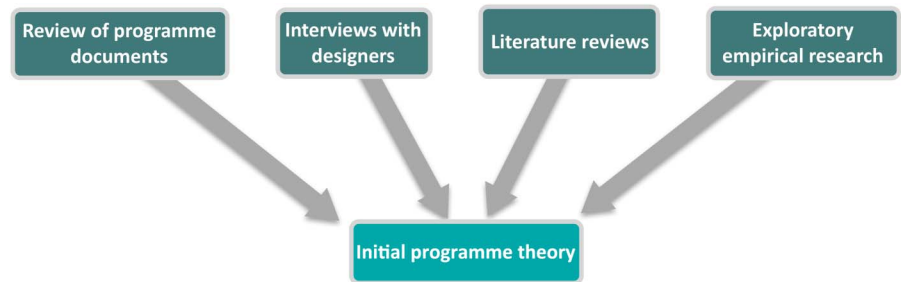 Review of programme
documents
Interviews with
designers
Literature reviews
Exploratory
empirical research
Initial programme theory